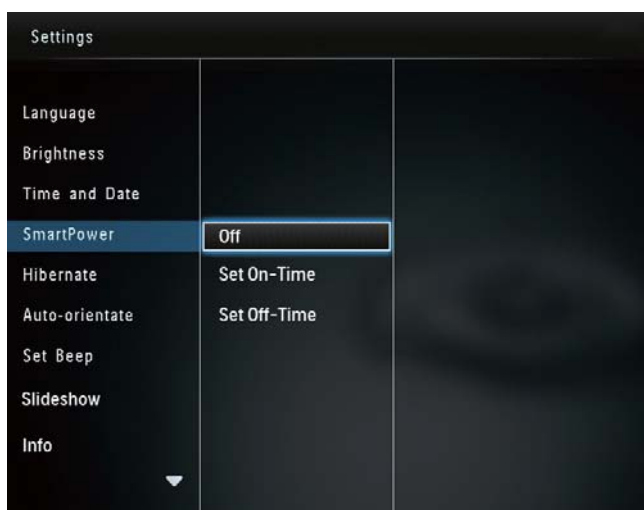 Settings
Language
Brightness
Time and Date
SmartPower
Hibernate
Auto-orientate
Set Beep
Slideshow
Info
Off
Set On-Time
Set Off-Time